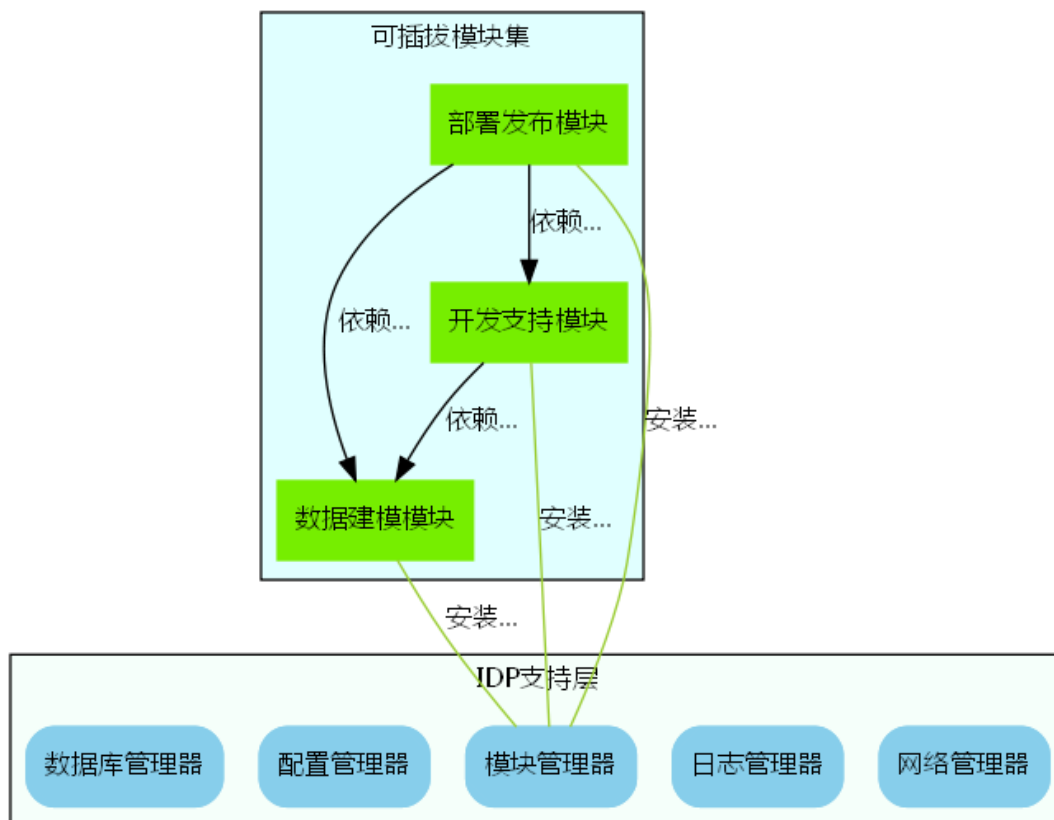 可插拔模块集
部署发布模块
依赖...
开发支持模块
依赖...
依赖...
安装...
数据建模模块
安装...
安装...
IDP支持层
数据库管理器
配置管理器
模块管理器
日志管理器
网络管理器